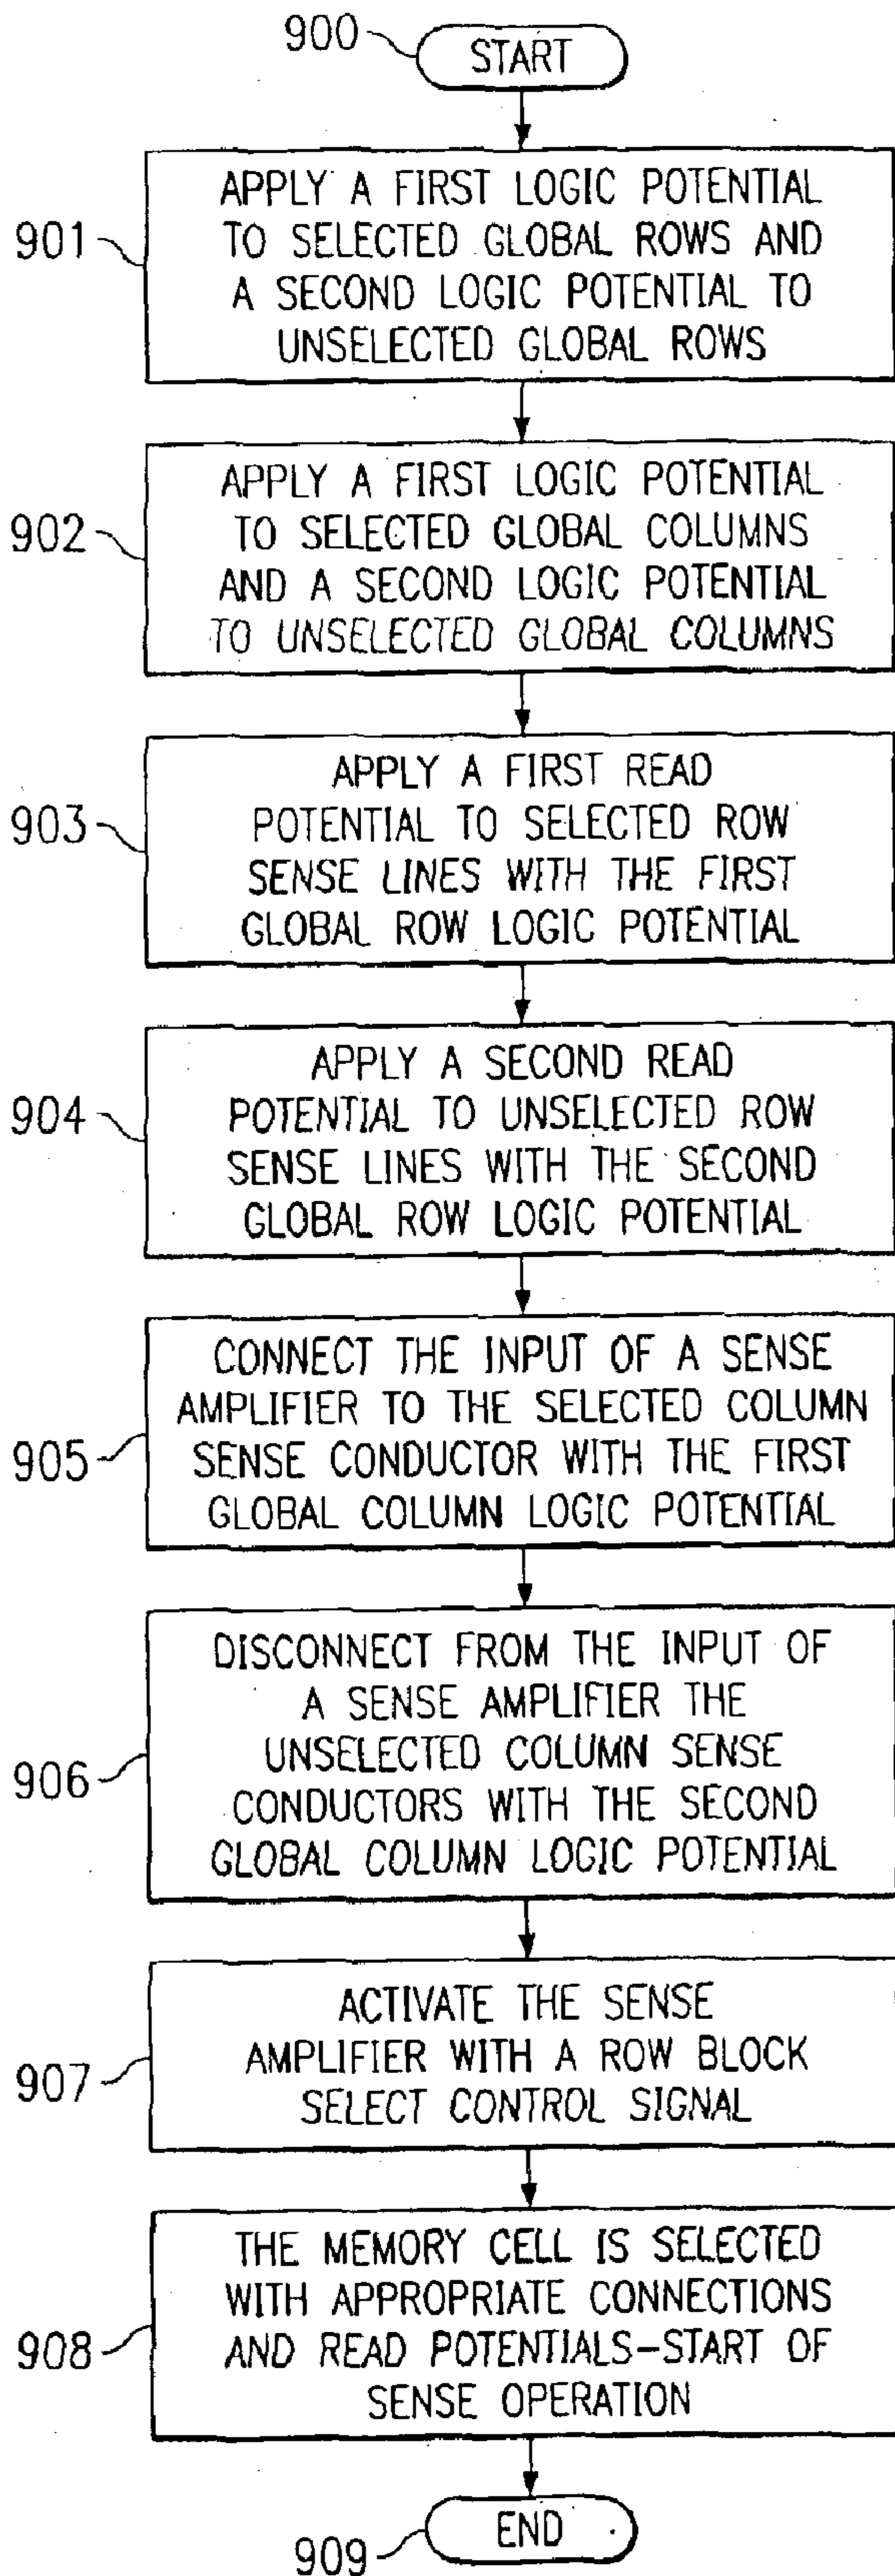 900
START
901
APPLY A FIRST LOGIC POTENTIAL
TO SELECTED GLOBAL ROWS AND
A SECOND LOGIC POTENTIAL TO
UNSELECTED GLOBAL ROWS
902
APPLY A FIRST LOGIC POTENTIAL
TO SELECTED GLOBAL COLUMNS
AND A SECOND LOGIC POTENTIAL
TO UNSELECTED GLOBAL COLUMNS
903
APPLY A FIRST READ
POTENTIAL TO SELECTED ROW
SENSE LINES WITH THE FIRST
GLOBAL ROW LOGIC POTENTIAL
904
APPLY A SECOND READ
POTENTIAL TO UNSELECTED ROW
SENSE LINES WITH THE SECOND
GLOBAL ROW LOGIC POTENTIAL
905
CONNECT THE INPUT OF A SENSE
AMPLIFIER TO THE SELECTED COLUMN
SENSE CONDUCTOR WITH THE FIRST
GLOBAL COLUMN LOGIC POTENTIAL
906
DISCONNECT FROM THE INPUT OF
A SENSE AMPLIFIER THE
UNSELECTED COLUMN SENSE
CONDUCTORS WITH THE SECOND
GLOBAL COLUMN LOGIC POTENTIAL
907
ACTIVATE THE SENSE
AMPLIFIER WITH A ROW BLOCK
SELECT CONTROL SIGNAL
908
THE MEMORY CELL IS SELECTED
WITH APPROPRIATE CONNECTIONS
AND READ POTENTIALS-START OF
SENSE OPERATION
909
END